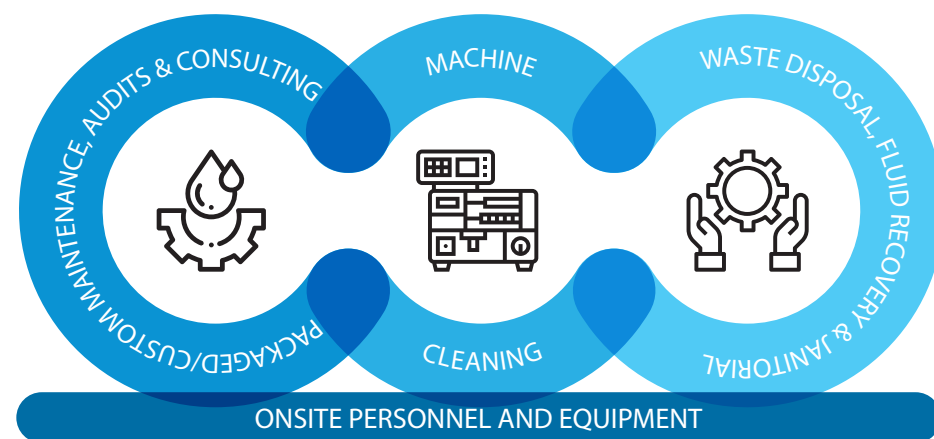 PACKAGED/CUSTOM MAINTENANCE, AUDITS & CONSULTING
MACHINE
CLEANING
WASTE DISPOSAL, FLUID RECOVERY & JANITORIAL
ONSITE PERSONNEL AND EQUIPMENT